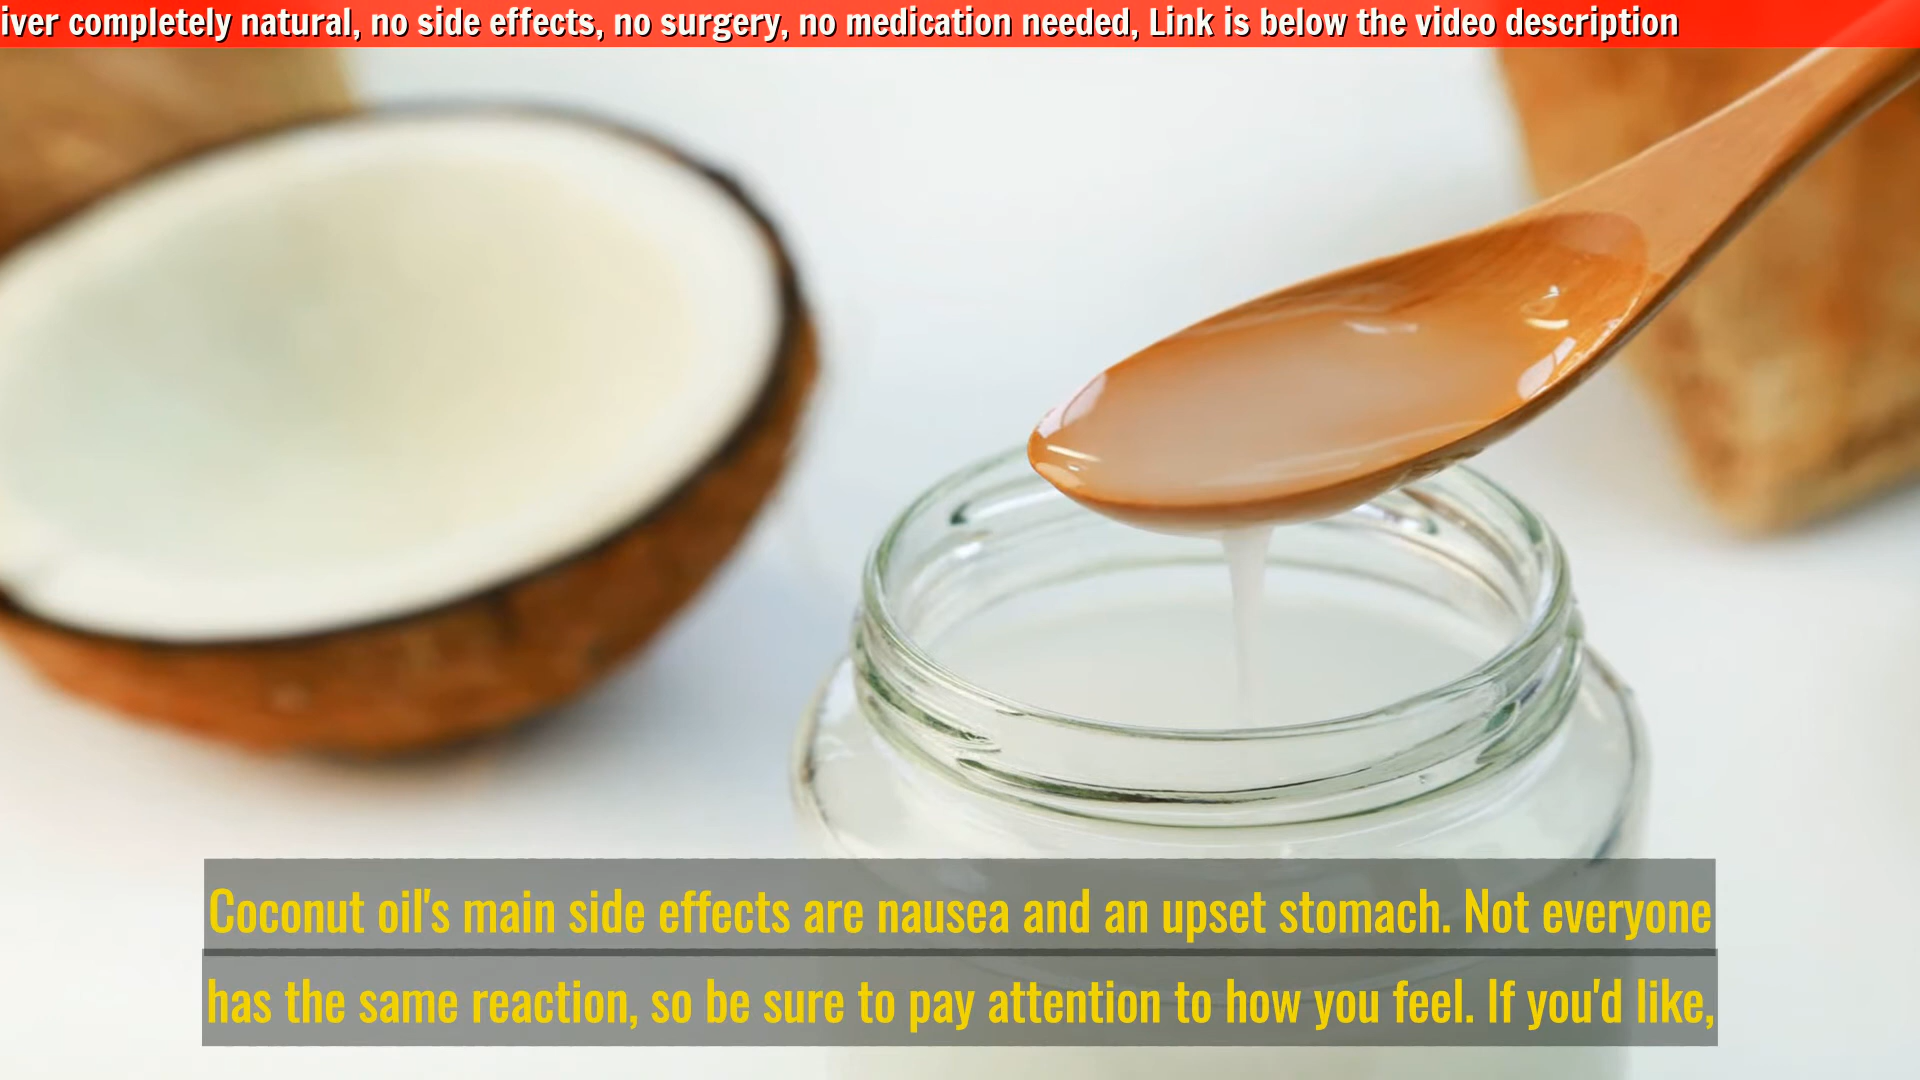 iver completely natural, no side effects, no surgery, no medication needed, Link is below the video description
Coconut oil's main side effects are nausea and an upset stomach. Not everyone
has the same reaction, so be sure to pay attention to how you feel. If you'd like,